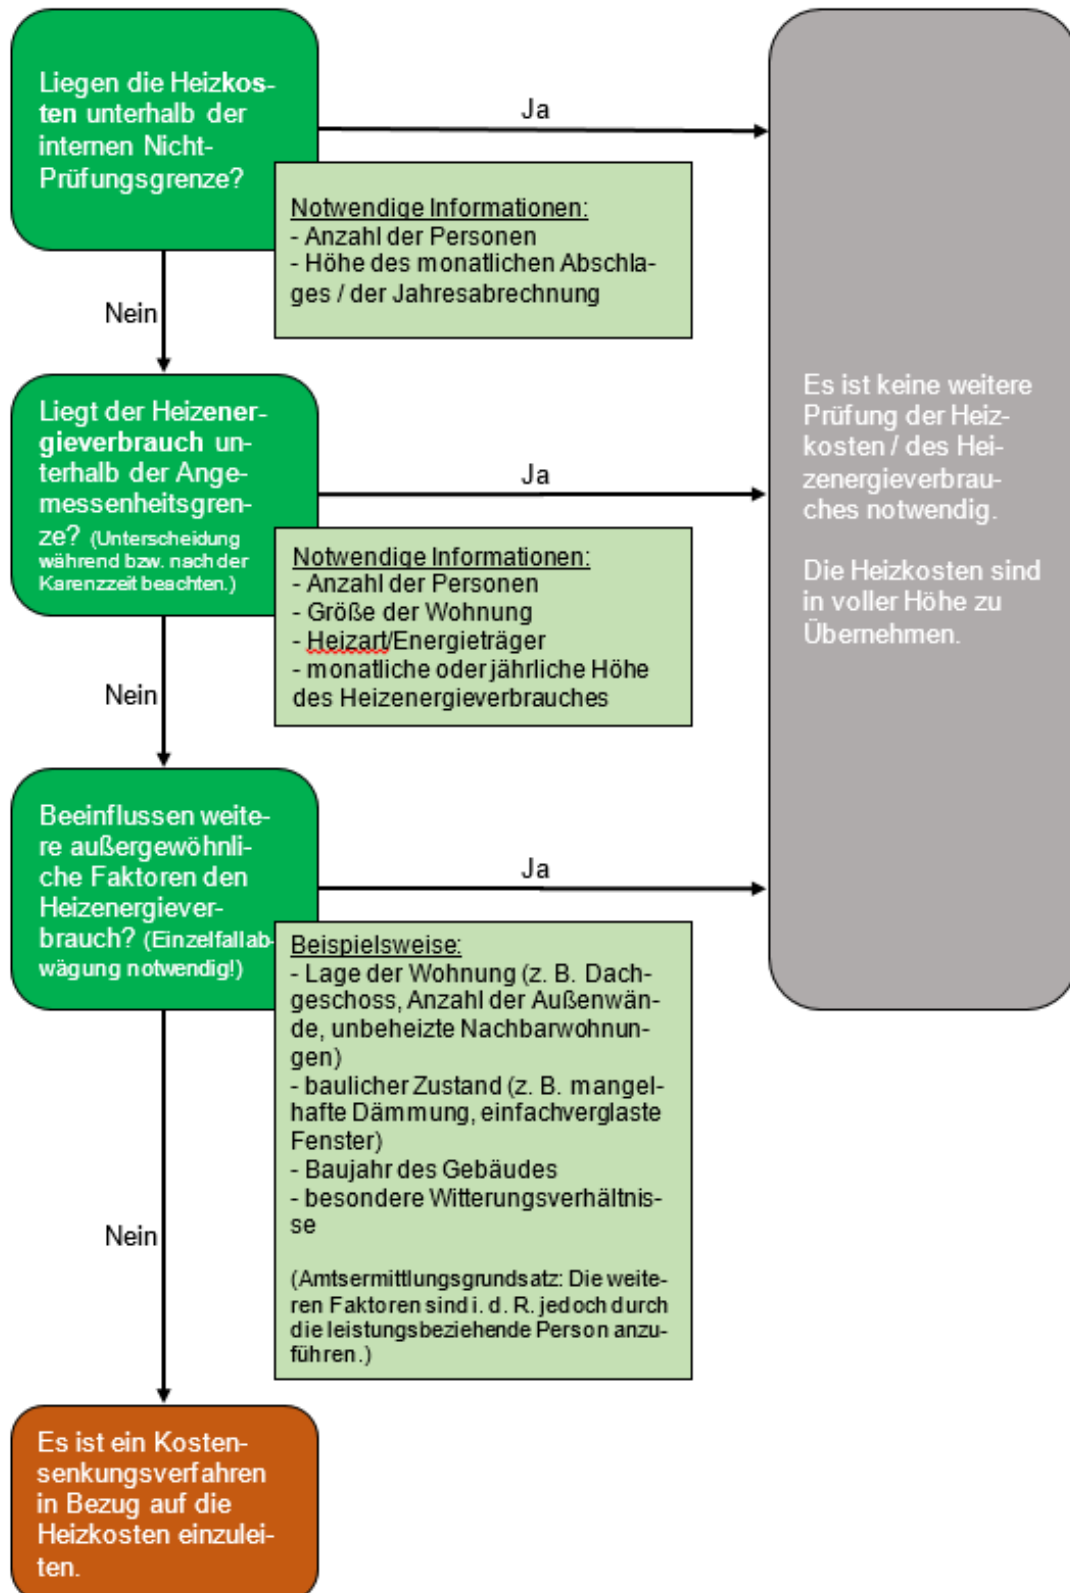 Liegen die Heizkos-
ten unterhalb der
internen Nicht-
Prüfungsgrenze?
Ja
Notwendige Informationen:
- Anzahl der Personen
- Höhe des monatlichen Abschla-
ges / der Jahresabrechnung
Nein
Liegt der Heizener-
gieverbrauch un-
terhalb der Ange-
messenheitsgren-
ze? (Unterscheidung
während bzw. nach der
Karenzzeit beachten.)
Ja
Notwendige Informationen:
- Anzahl der Personen
- Größe der Wohnung
- Heizart/Energieträger
- monatliche oder jährliche Höhe
des Heizenergieverbrauches
Nein
Beeinflussen weite-
re außergewöhnli-
che Faktoren den
Heizenergiever-
brauch? (Einzelfallab-
wägung notwendig!)
Ja
Beispielsweise:
- Lage der Wohnung (z. B. Dach-
geschoss, Anzahl der Außenwän-
de, unbeheizte Nachbarwohnun-
gen)
- baulicher Zustand (z. B. mangel-
hafte Dämmung, einfachverglaste
Fenster)
- Baujahr des Gebäudes
- besondere Witterungsverhältnis-
se
(Amtsermittlungsgrundsatz: Die weite-
ren Faktoren sind i. d. R. jedoch durch
die leistungsbeziehende Person anzu-
führen.)
Nein
Es ist ein Kosten-
senkungsverfahren
in Bezug auf die
Heizkosten einzulei-
ten.
Es ist keine weitere
Prüfung der Heiz-
kosten / des Hei-
zenergieverbrau-
ches notwendig.
Die Heizkosten sind
in voller Höhe zu
Übernehmen.